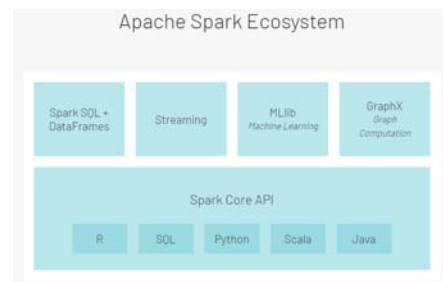 Apache Spark Ecosystem
Spark SQL +
DataFrames
Streaming
MLlib
Machine Learning
GraphX
Graph
Computation
Spark Core API
R
SQL
Python
Scala
Java